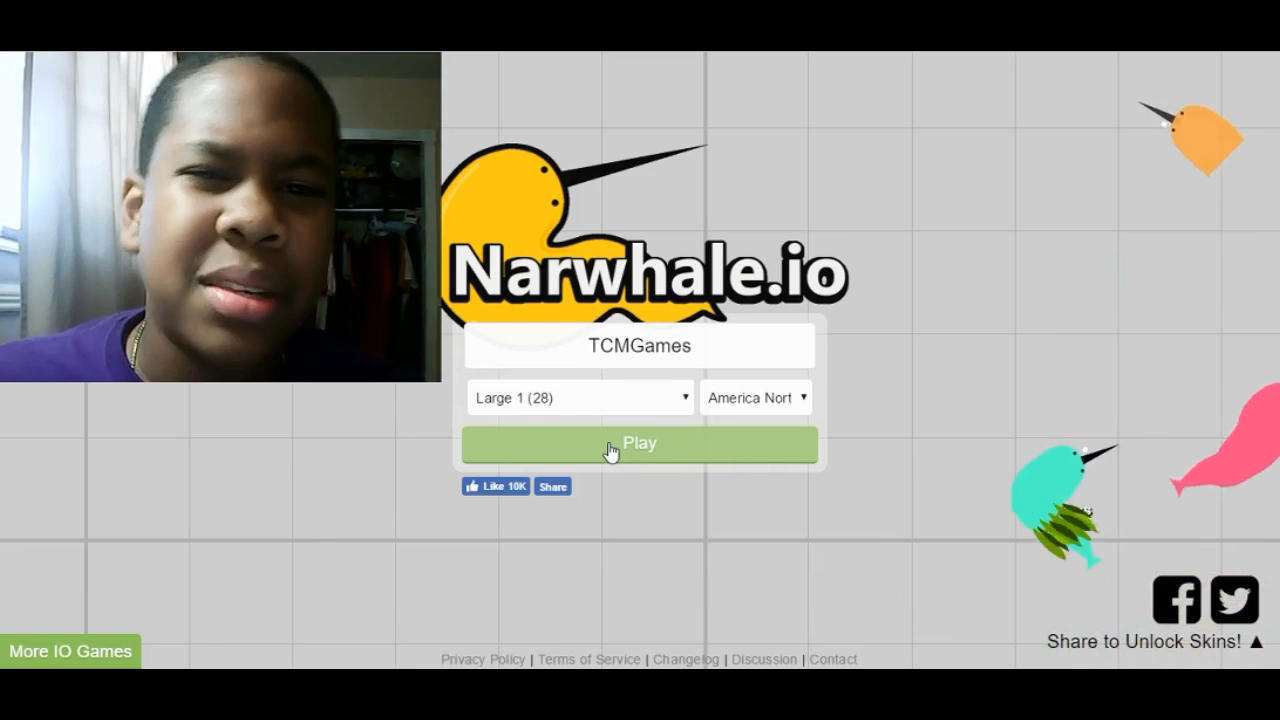 Narwhale.io
TCMGames
Large 1 (28)
America Nort
Play
Like 10K
Share
Share to Unlock Skins! ▲
More IO Games
Privacy Policy | Terms of Service | Changelog | Discussion | Contact